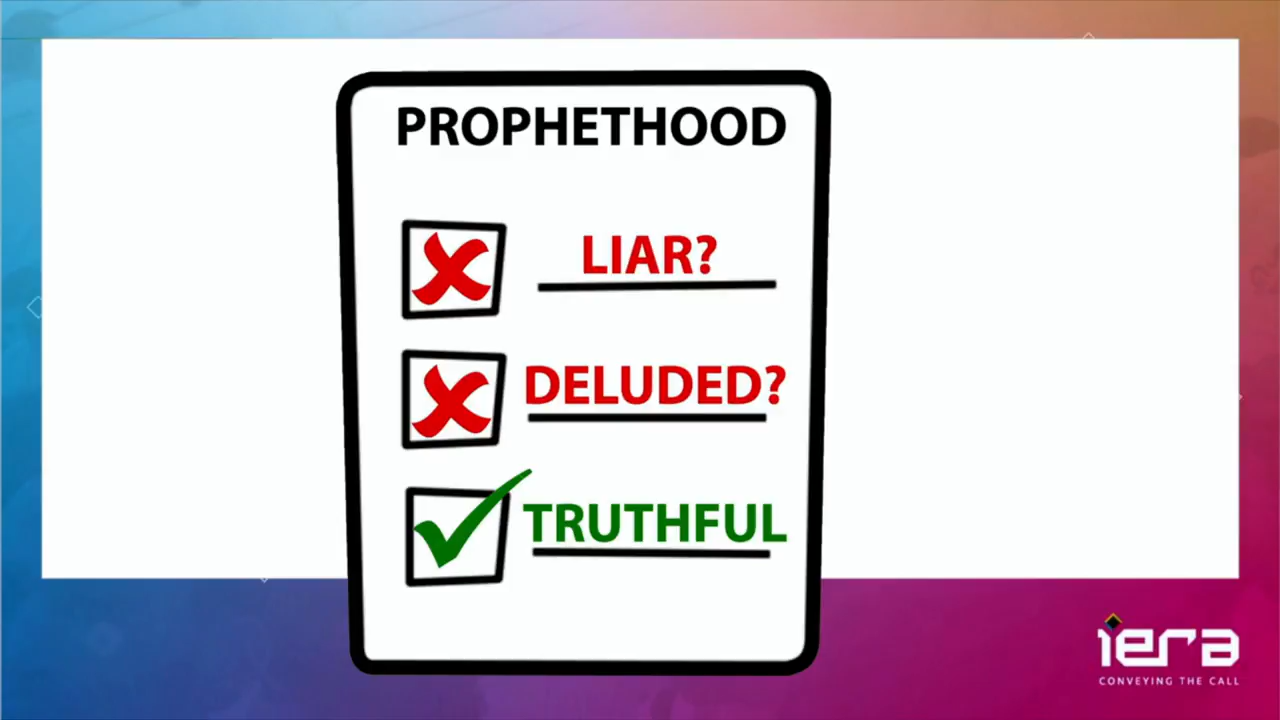 PROPHETHOOD
LIAR?
DELUDED?
TRUTHFUL
iera
CONVEYING THE CALL